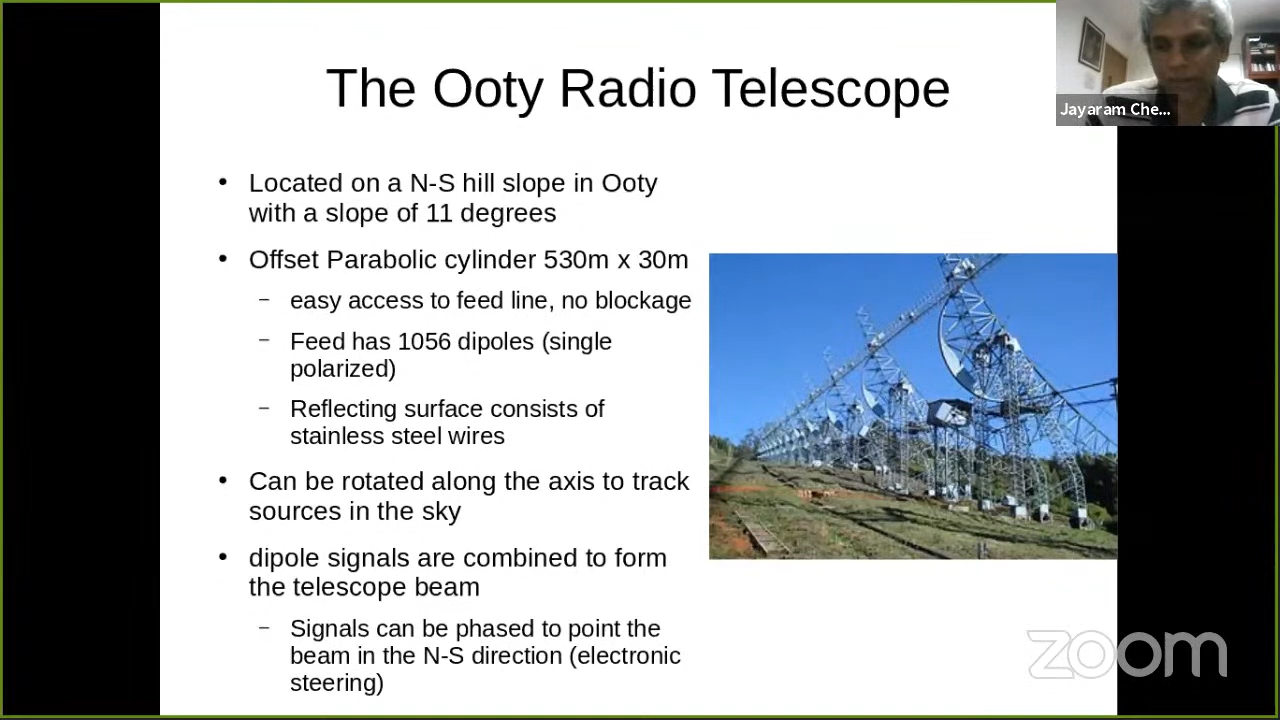 The Ooty Radio Telescope
Jayaram Che...
• Located on a N-S hill slope in Ooty
with a slope of 11 degrees
• Offset Parabolic cylinder 530m x 30m
– easy access to feed line, no blockage
– Feed has 1056 dipoles (single
polarized)
– Reflecting surface consists of
stainless steel wires
• Can be rotated along the axis to track
sources in the sky
• dipole signals are combined to form
the telescope beam
– Signals can be phased to point the
beam in the N-S direction (electronic
steering)
zoom